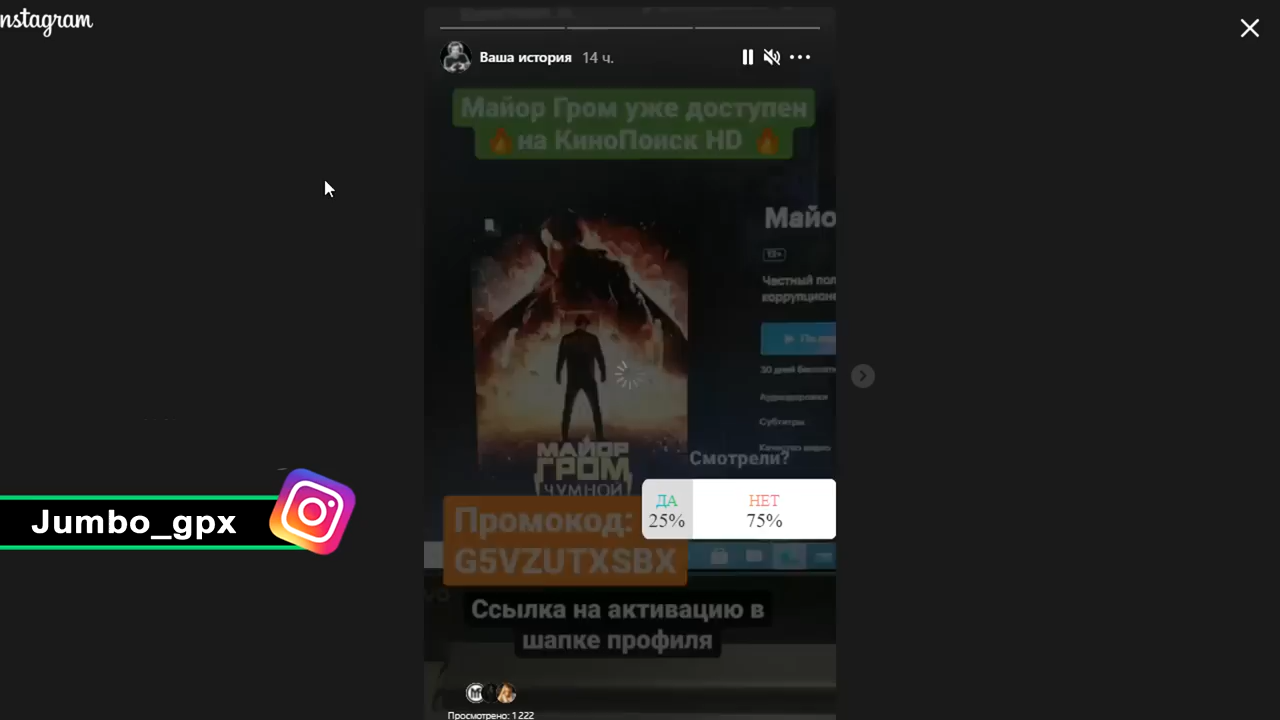 nstagram
Ваша история 14 ч.
Майор Гром уже доступен
на КиноПоиск HD
Майо
18+
Честный пол
коррупцион
30 дней бесплатн
Аудиодорожки
Субтитры
Качество видео
МАЙОР
ГРОМ
ЧУМНОЙ
Смотрели?
ДА
25%
НЕТ
75%
Промокод:
G5VZUTXSBX
Jumbo_gpx
Ссылка на активацию в
шапке профиля
Просмотрено: 1 222